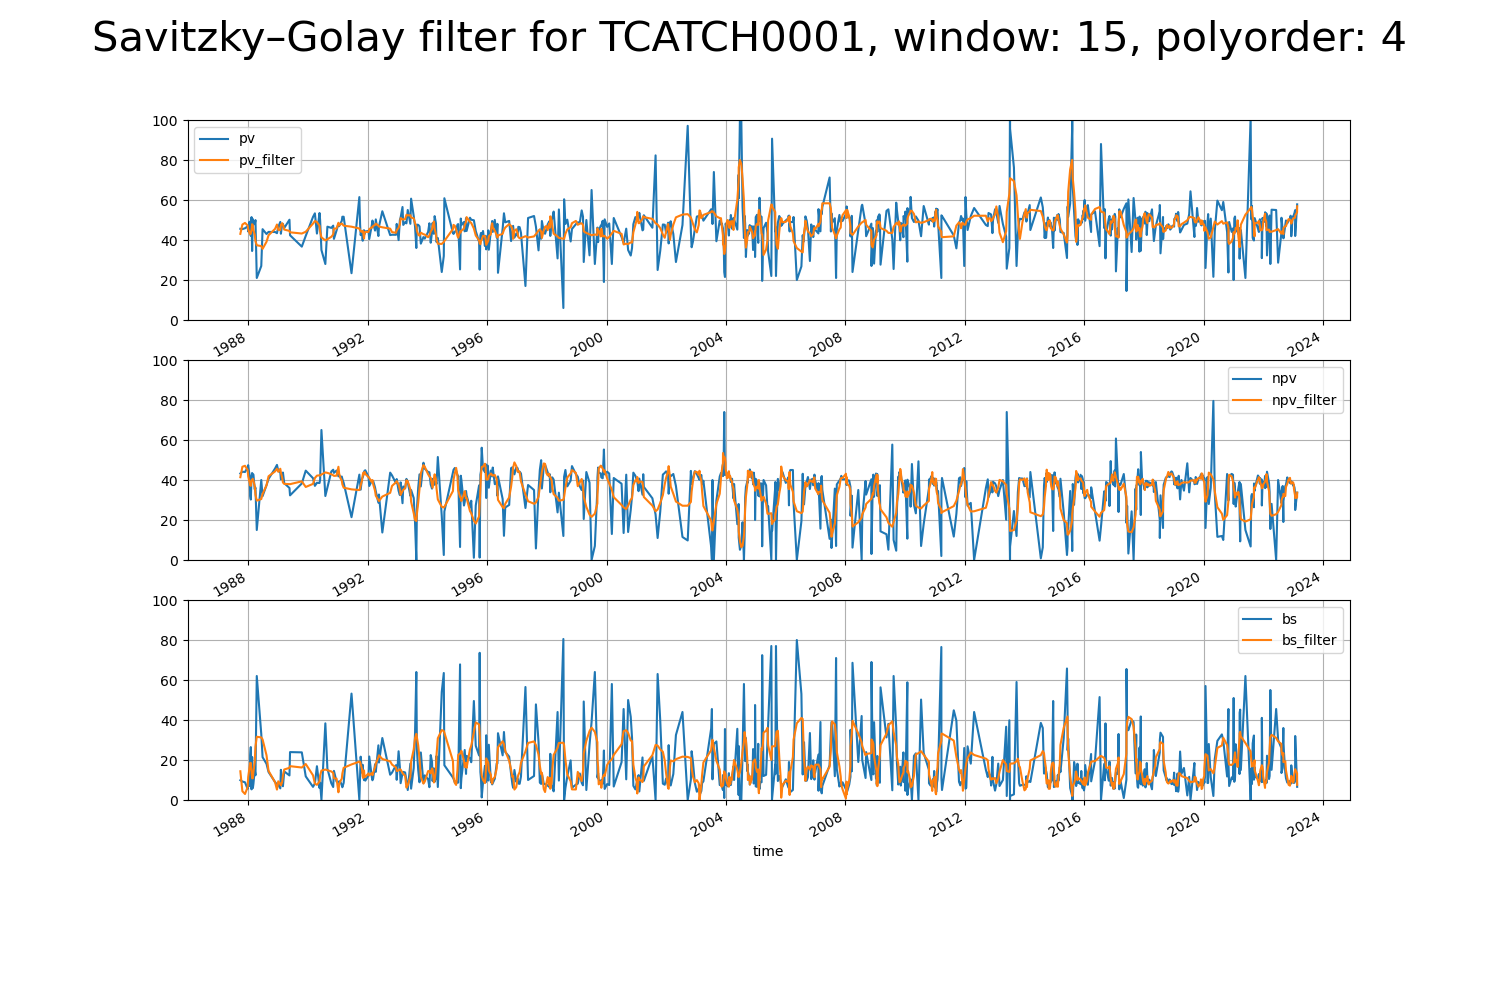 Savitzky–Golay filter for TCATCH0001, window: 15, polyorder: 4
100
80
60
40
20
0
pv
pv_filter
1988 1992 1996 2000 2004 2008 2012 2016 2020 2024
100
80
60
40
20
0
npv
npv_filter
1988 1992 1996 2000 2004 2008 2012 2016 2020 2024
100
80
60
40
20
0
bs
bs_filter
1988 1992 1996 2000 2004 2008 2012 2016 2020 2024
time